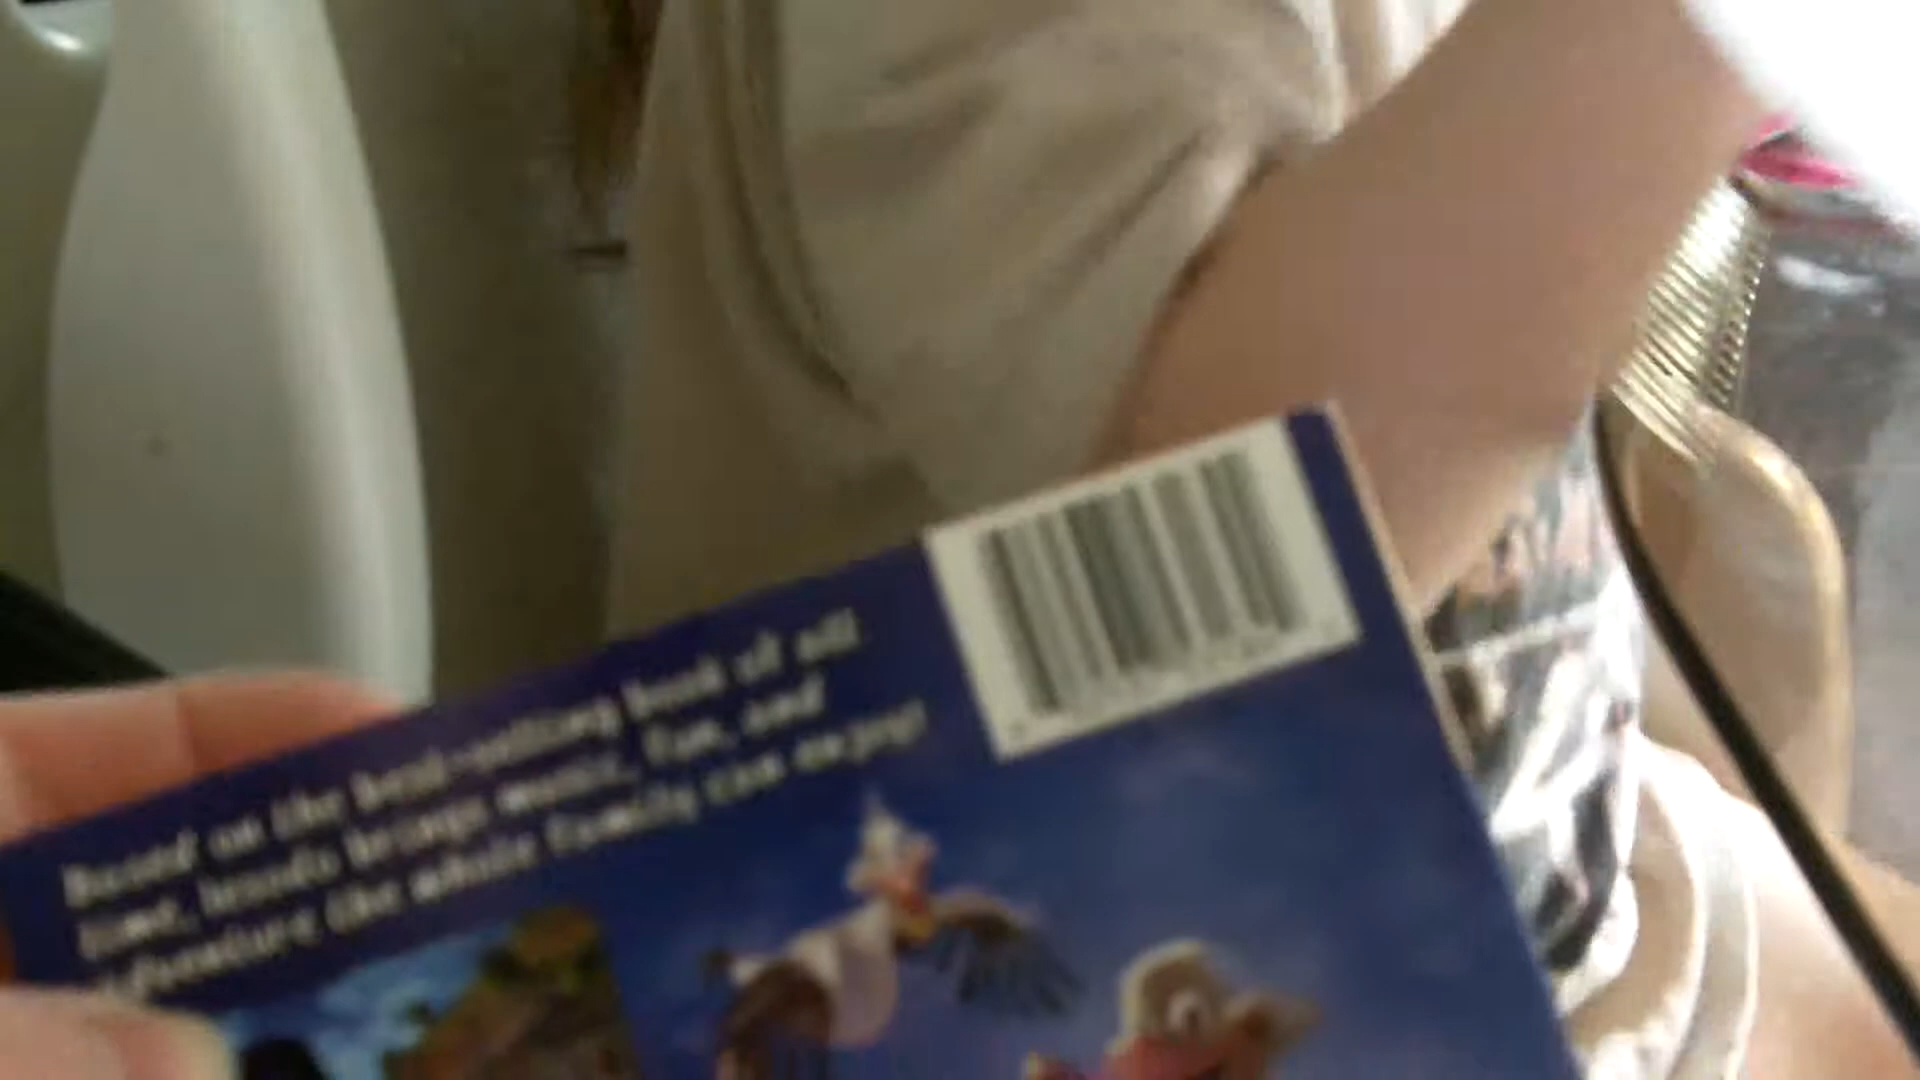 Based on the best-selling book of all
time, brings music, fun, and
adventure the whole family can enjoy!